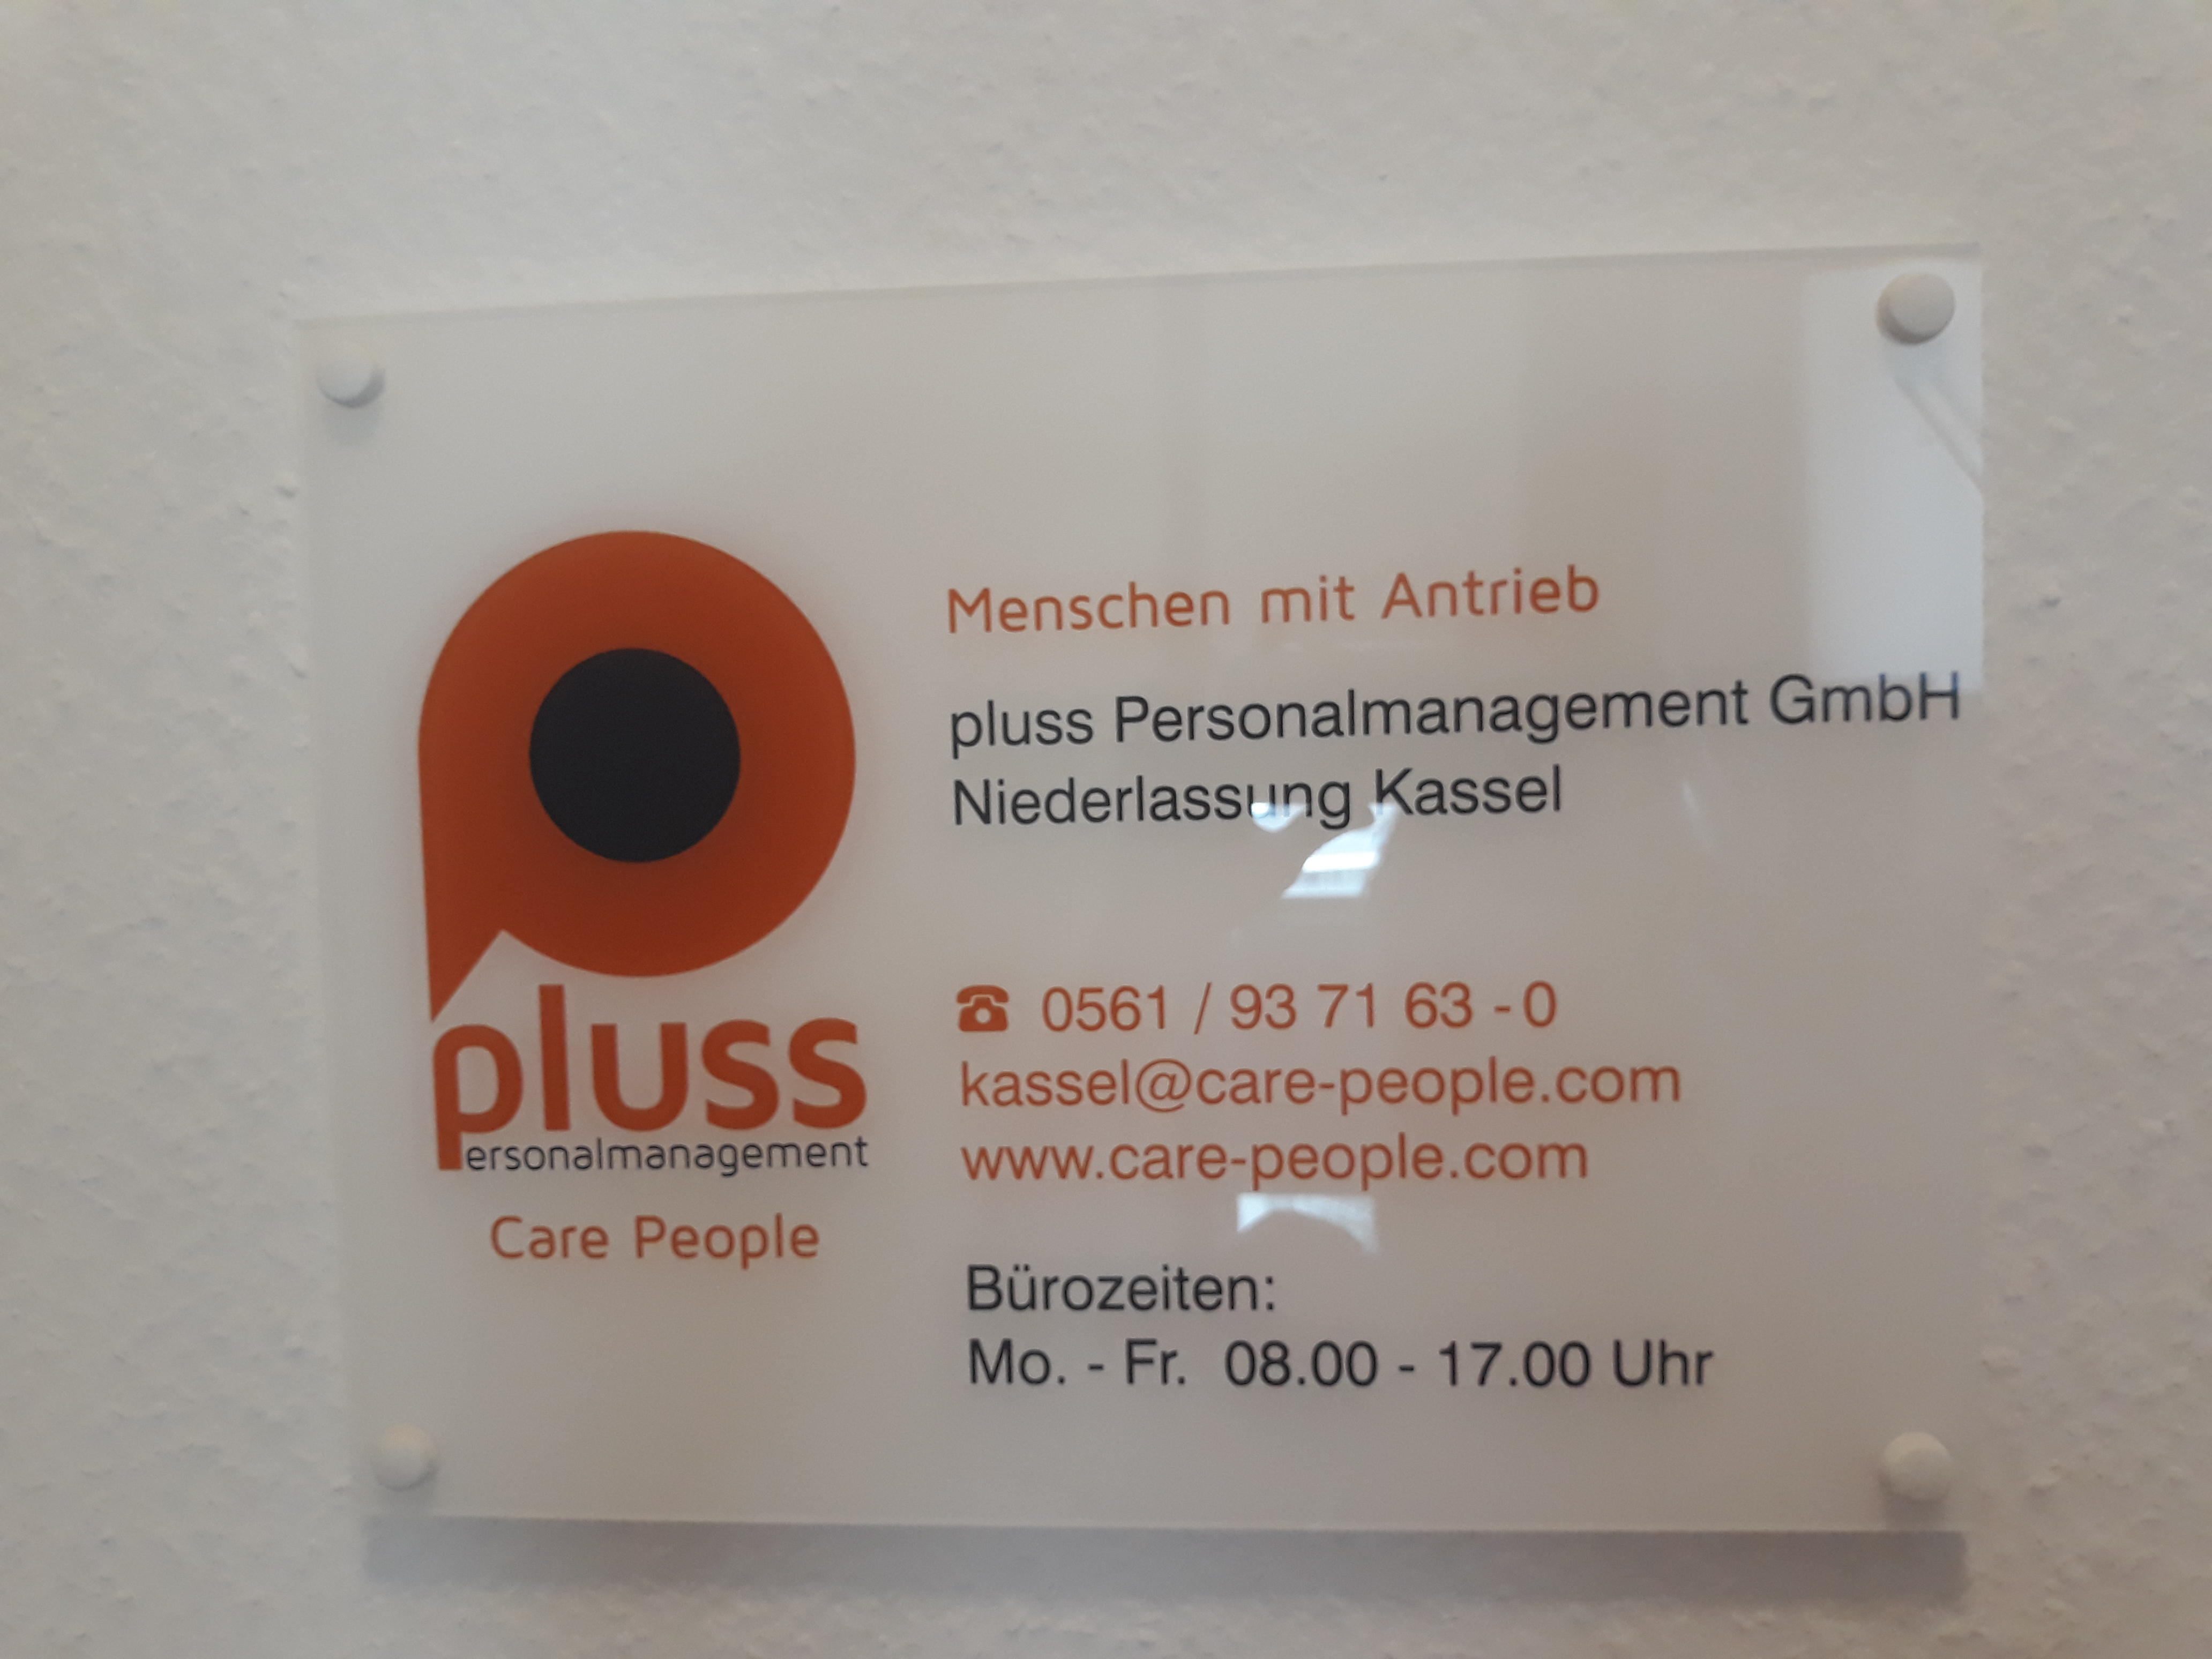 pluss
Personalmanagement
Care People
Menschen mit Antrieb
pluss Personalmanagement GmbH
Niederlassung Kassel
☎ 0561 / 93 71 63 - 0
kassel@care-people.com
www.care-people.com
Bürozeiten:
Mo. - Fr. 08.00 - 17.00 Uhr